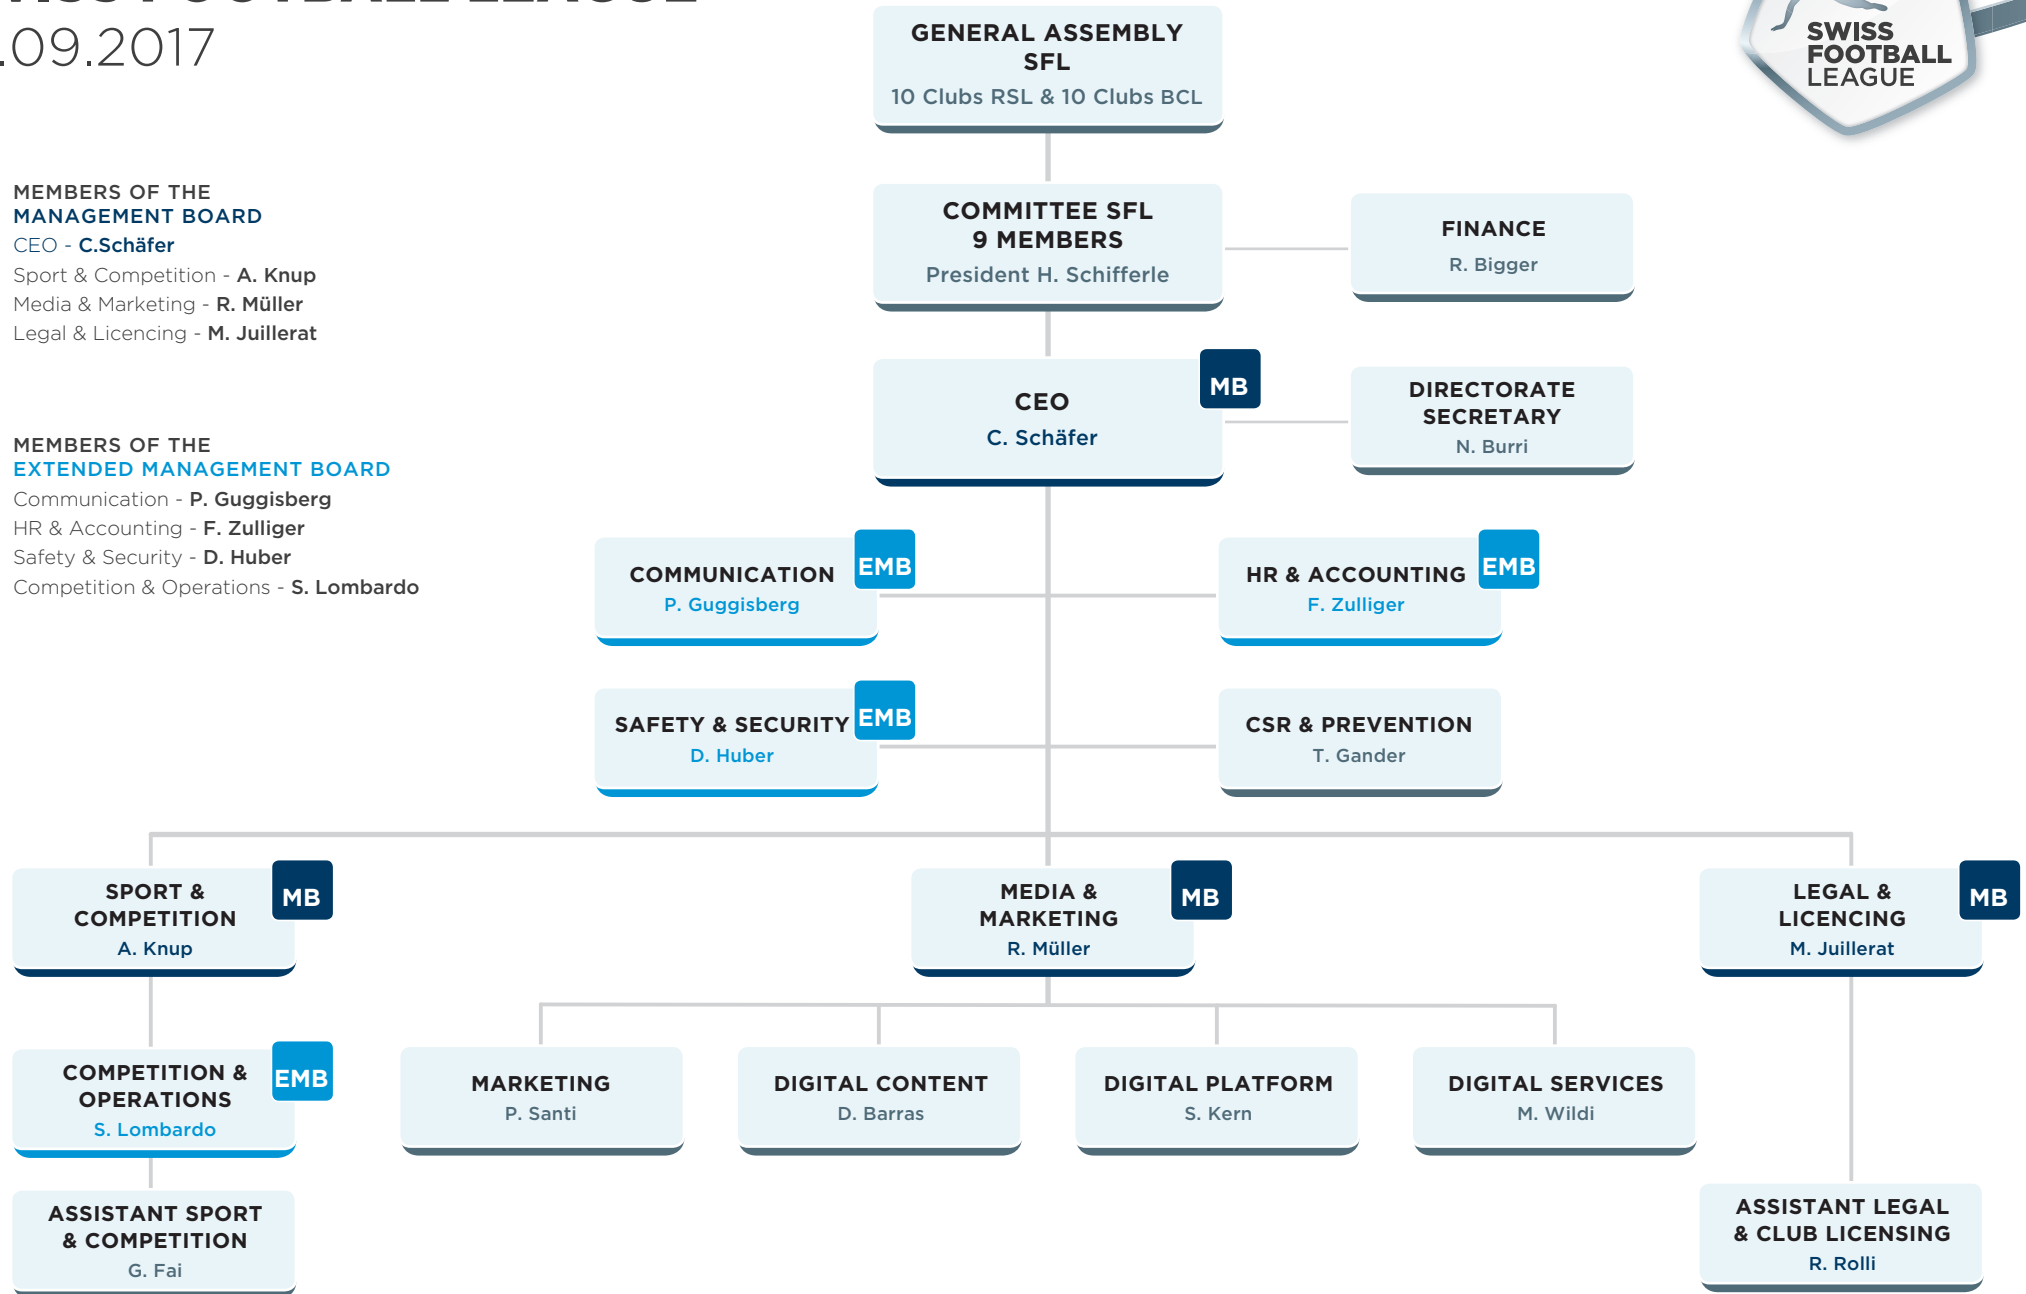 FOOTBALL LEAGUE
.09.2017
SWISS
FOOTBALL
LEAGUE
GENERAL ASSEMBLY
SFL
10 Clubs RSL & 10 Clubs BCL
MEMBERS OF THE
MANAGEMENT BOARD
CEO - C.Schäfer
Sport & Competition - A. Knup
Media & Marketing - R. Müller
Legal & Licencing - M. Juillerat
COMMITTEE SFL
9 MEMBERS
President H. Schifferle
FINANCE
R. Bigger
CEO
C. Schäfer
MB
DIRECTORATE
SECRETARY
N. Burri
MEMBERS OF THE
EXTENDED MANAGEMENT BOARD
Communication - P. Guggisberg
HR & Accounting - F. Zulliger
Safety & Security - D. Huber
Competition & Operations - S. Lombardo
COMMUNICATION
P. Guggisberg
EMB
HR & ACCOUNTING
F. Zulliger
EMB
SAFETY & SECURITY
D. Huber
EMB
CSR & PREVENTION
T. Gander
SPORT &
COMPETITION
A. Knup
MB
MEDIA &
MARKETING
R. Müller
MB
LEGAL &
LICENCING
M. Juillerat
MB
COMPETITION &
OPERATIONS
S. Lombardo
EMB
MARKETING
P. Santi
DIGITAL CONTENT
D. Barras
DIGITAL PLATFORM
S. Kern
DIGITAL SERVICES
M. Wildi
ASSISTANT SPORT
& COMPETITION
G. Fai
ASSISTANT LEGAL
& CLUB LICENSING
R. Rolli